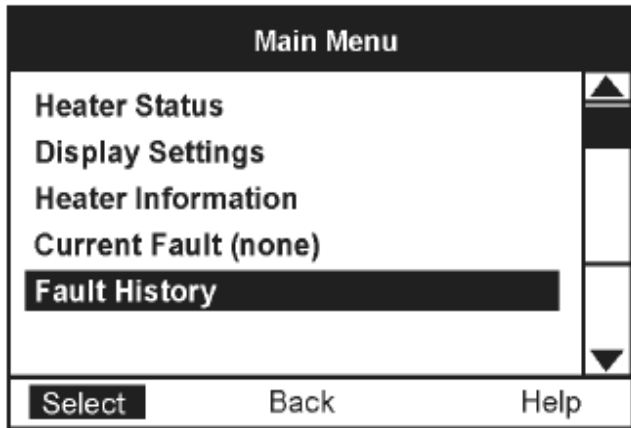 Main Menu
Heater Status
Display Settings
Heater Information
Current Fault (none)
Fault History
Select Back Help